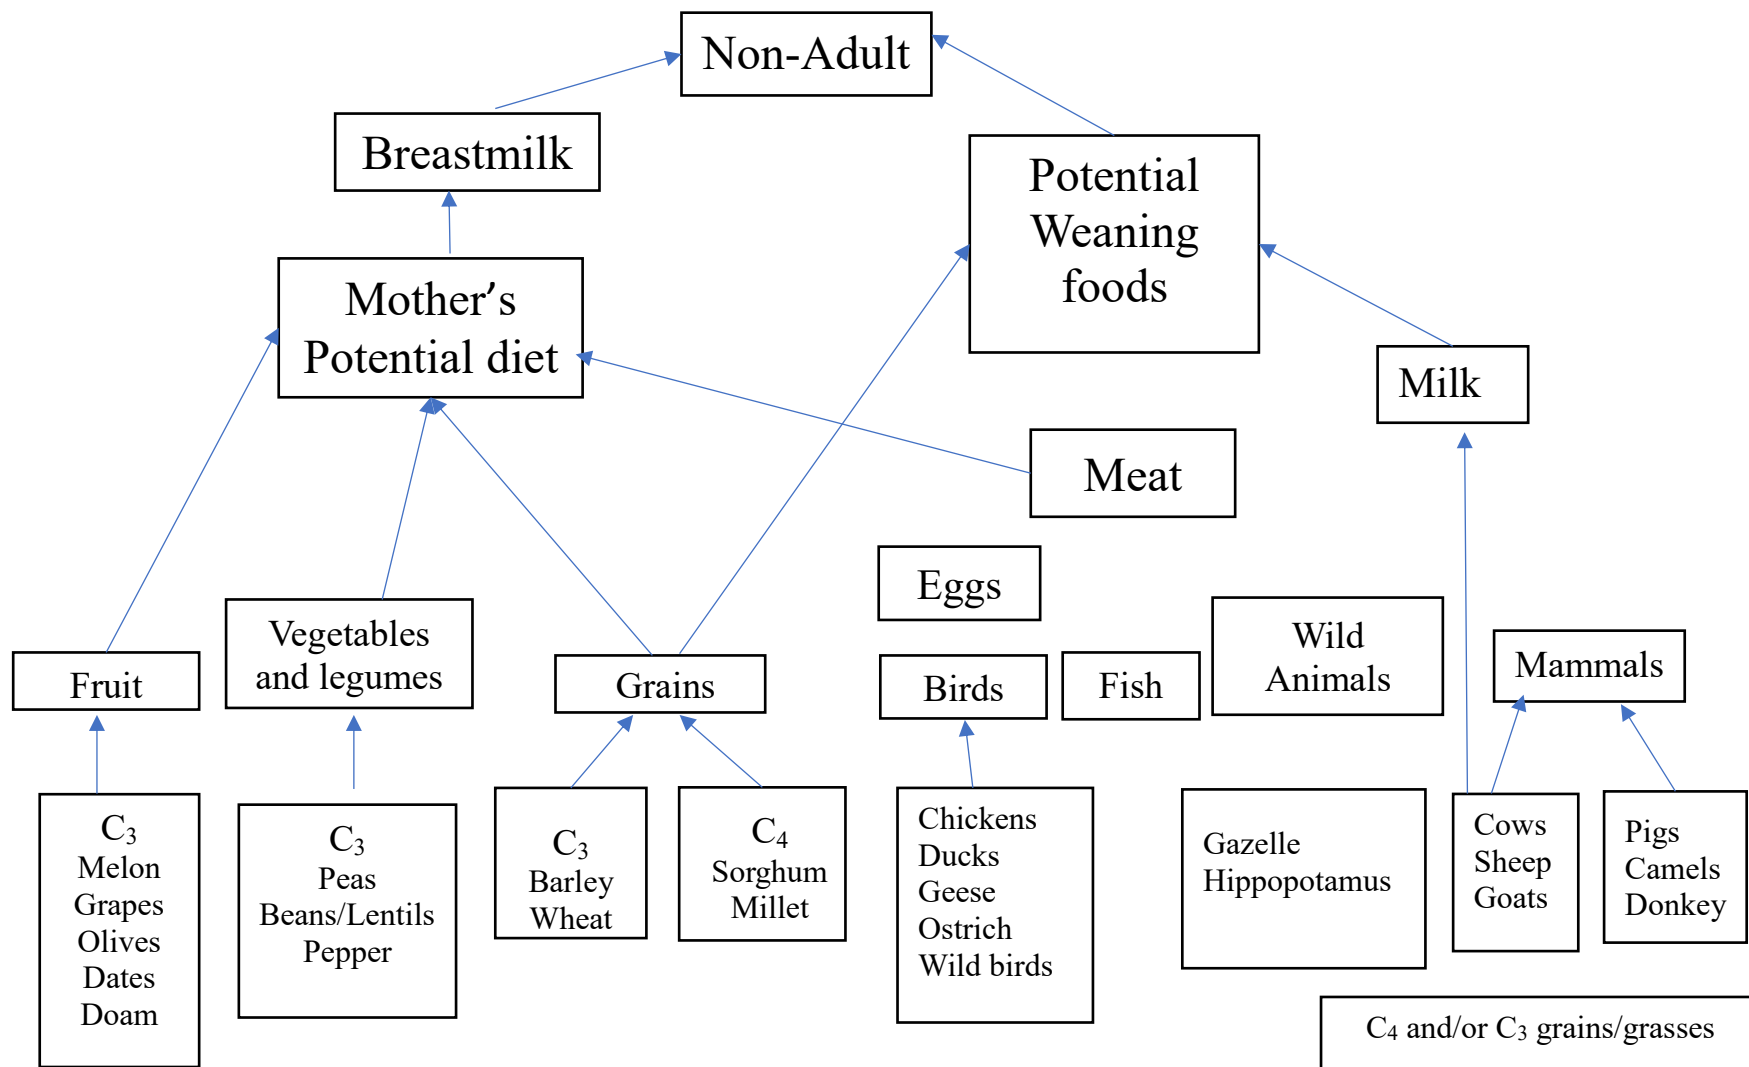 Non-Adult
Breastmilk
Potential
Weaning
foods
Mother’s
Potential diet
Milk
Meat
Eggs
Vegetables
and legumes
Wild
Animals
Fruit
Grains
Birds
Fish
Mammals
C₃
Melon
Grapes
Olives
Dates
Doam
C₃
Peas
Beans/Lentils
Pepper
C₃
Barley
Wheat
C₄
Sorghum
Millet
Chickens
Ducks
Geese
Ostrich
Wild birds
Gazelle
Hippopotamus
Cows
Sheep
Goats
Pigs
Camels
Donkey
C₄ and/or C₃ grains/grasses